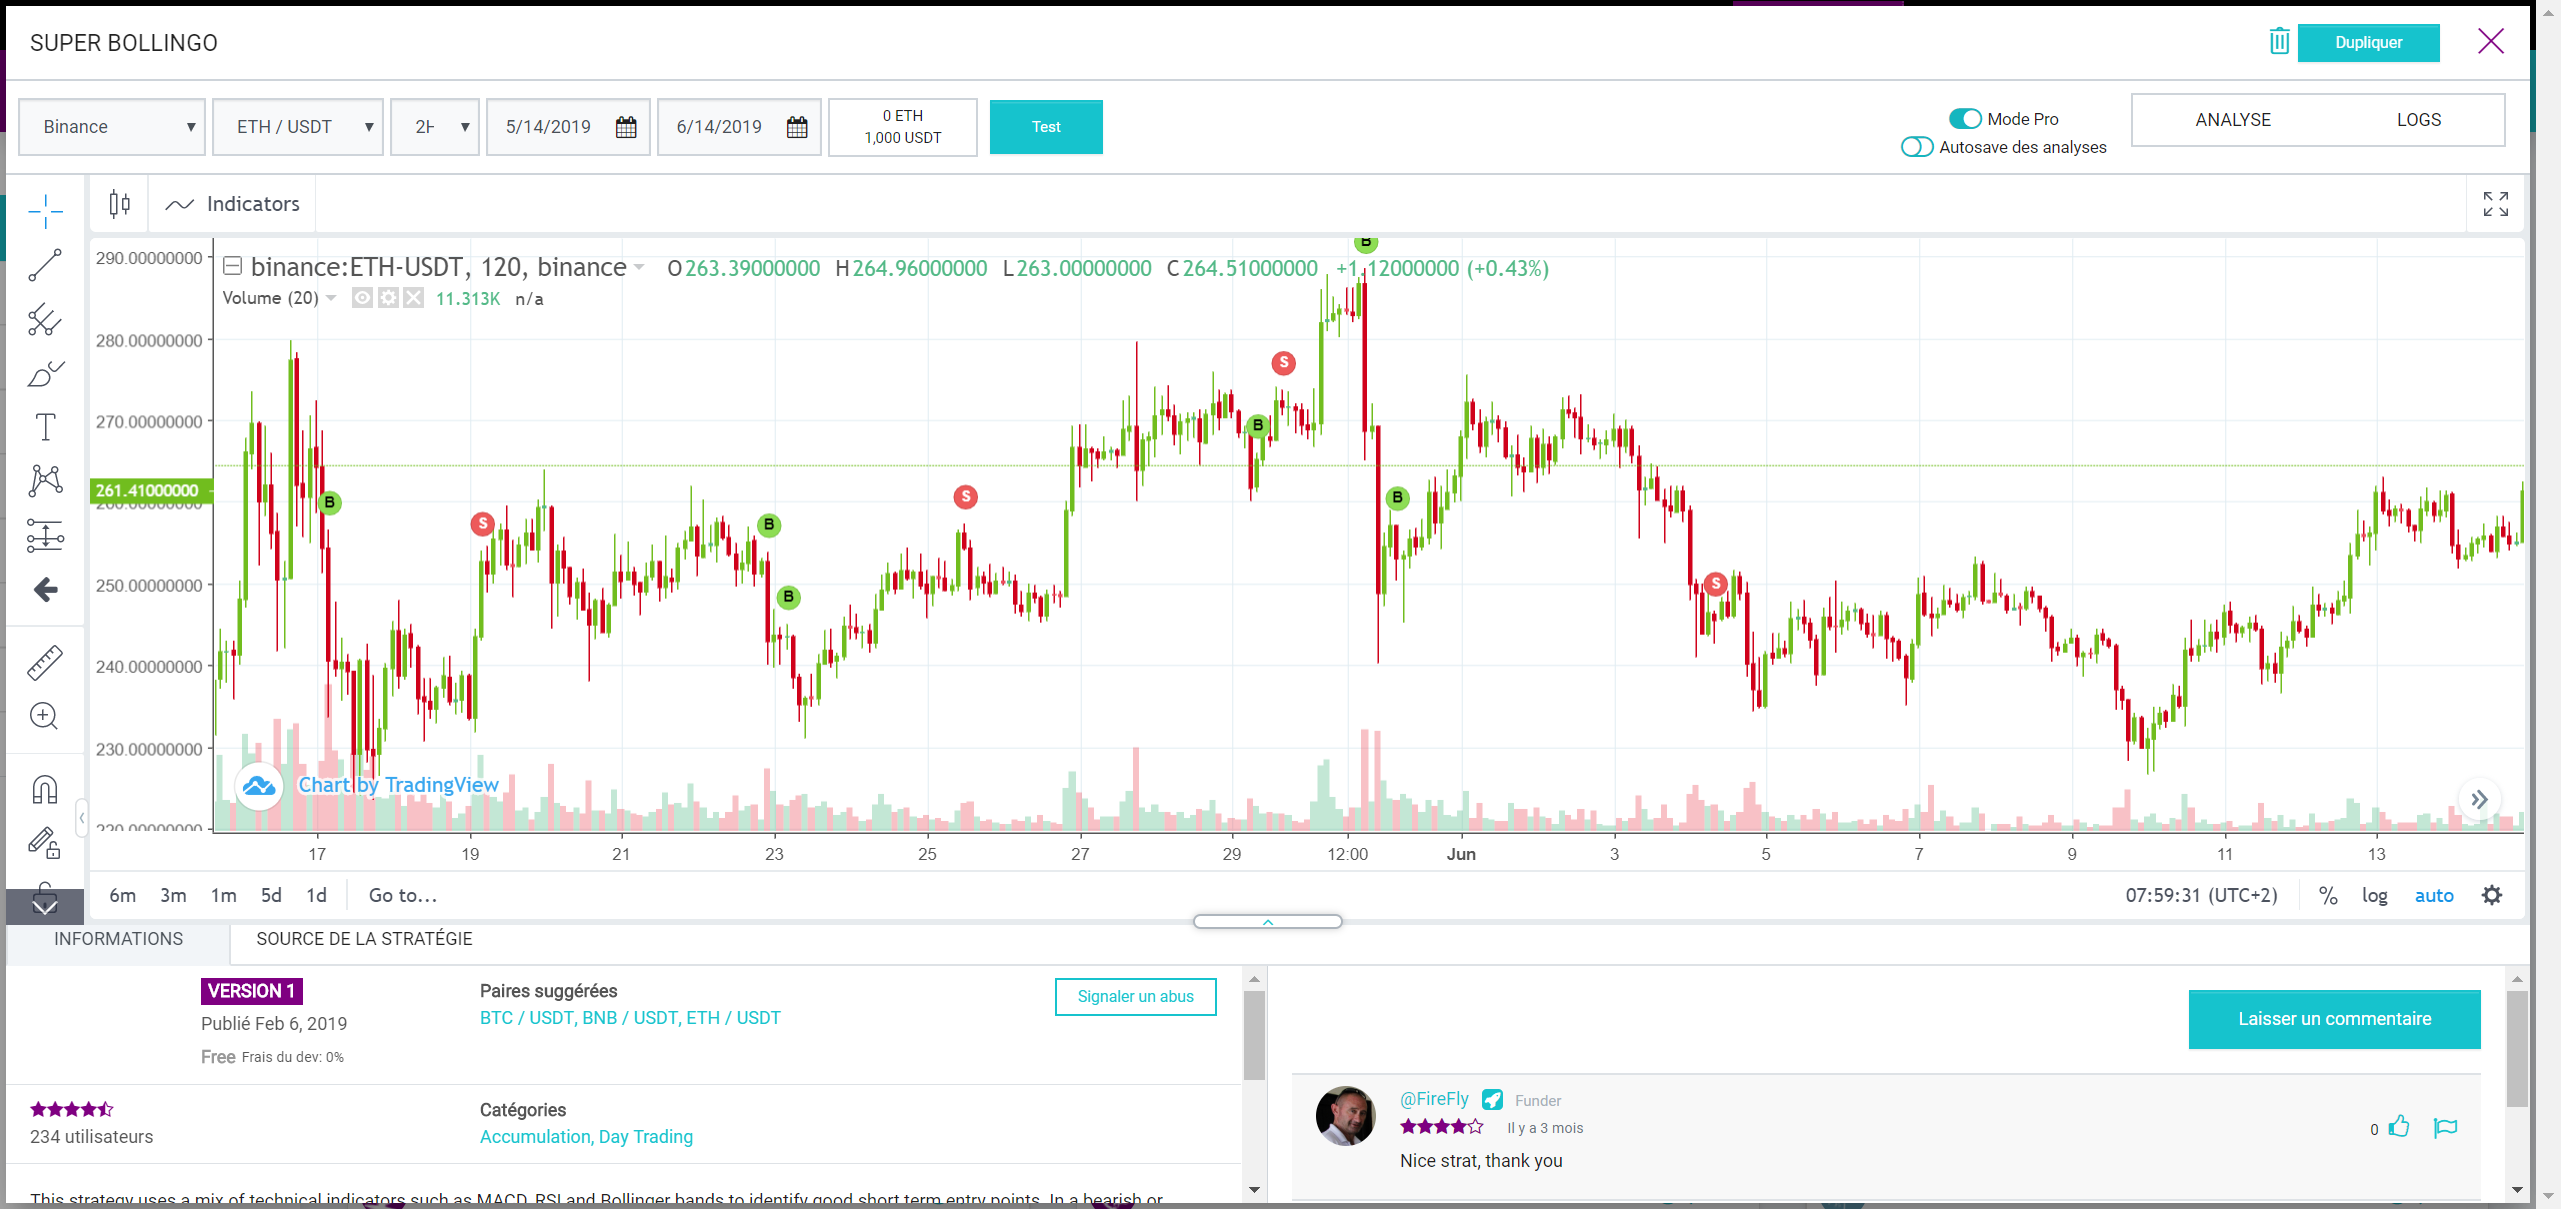 SUPER BOLLINGO
Dupliquer
Binance
ETH / USDT
2H
5/14/2019
6/14/2019
0 ETH
1,000 USDT
Test
Mode Pro
Autosave des analyses
ANALYSE
LOGS
Indicators
binance:ETH-USDT, 120, binance O263.39000000 H264.96000000 L263.00000000 C264.51000000 +1.12000000 (+0.43%)
Volume (20) 11.313K n/a
290.00000000
280.00000000
270.00000000
261.41000000
260.00000000
250.00000000
240.00000000
230.00000000
220.00000000
B
S
B
B
S
B
S
B
B
S
Chart by TradingView
17 19 21 23 25 27 29 12:00 Jun 3 5 7 9 11 13
6m 3m 1m 5d 1d Go to...
07:59:31 (UTC+2) % log auto
INFORMATIONS
SOURCE DE LA STRATÉGIE
VERSION 1
Publié Feb 6, 2019
Free Frais du dev: 0%
Paires suggérées
BTC / USDT, BNB / USDT, ETH / USDT
Signaler un abus
234 utilisateurs
Catégories
Accumulation, Day Trading
This strategy uses a mix of technical indicators such as MACD, RSI and Bollinger bands to identify good short term entry points. In a bearish or
Laisser un commentaire
@FireFly Funder
Il y a 3 mois
Nice strat, thank you
0